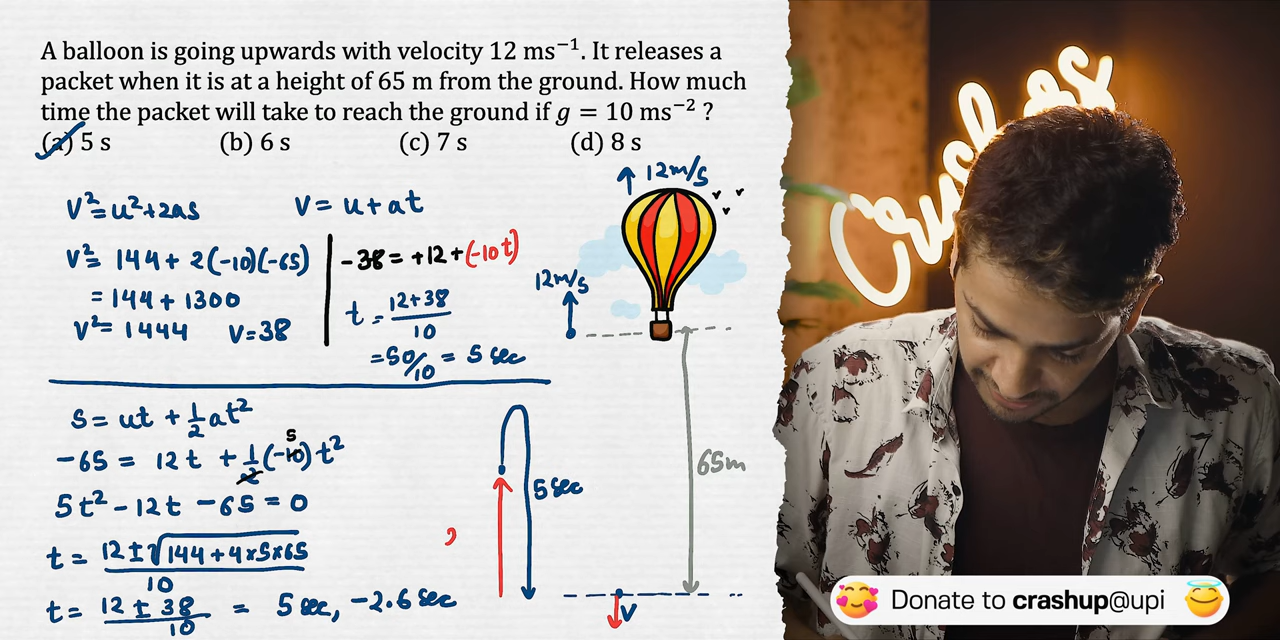 A balloon is going upwards with velocity 12 ms⁻¹. It releases a
packet when it is at a height of 65 m from the ground. How much
time the packet will take to reach the ground if g = 10 ms⁻² ?
(a) 5 s (b) 6 s (c) 7 s (d) 8 s
v² = u² + 2as
v² = 144 + 2(-10)(-65)
= 144 + 1300
v² = 1444 v = 38
v = u + at
-38 = +12 + (-10t)
t = 12+38/10
= 50/10 = 5 sec
↑ 12m/s
12m/s
65m
s = ut + ½at²
-65 = 12t + ½(-10)t²
5
5t² - 12t - 65 = 0
t = 12 ± √144 + 4×5×65/10
t = 12 ± 38/10 = 5 sec, -2.6 sec
5 sec
,
v
Donate to crashup@upi